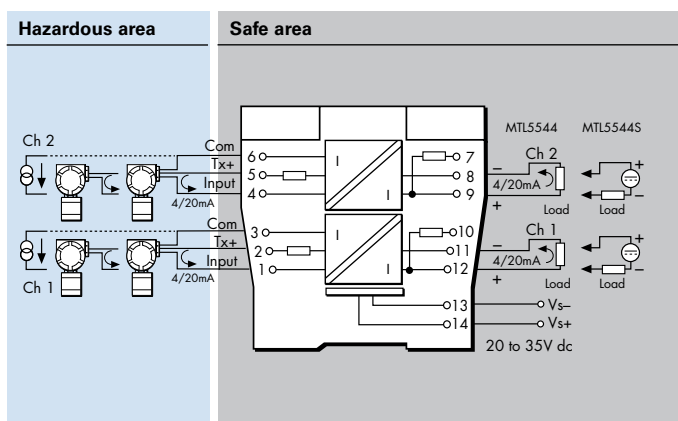 Hazardous area
Safe area
MTL5544
MTL5544S
Ch 2
Com
Tx+
Input
4/20mA
6
5
4
I
I
7
8
9
–
4/20mA
+
Ch 2
Load
+
–
Load
Ch 1
Com
Tx+
Input
4/20mA
3
2
1
I
I
10
11
12
–
4/20mA
+
Ch 1
Load
+
–
Load
13
14
Vs–
Vs+
20 to 35V dc